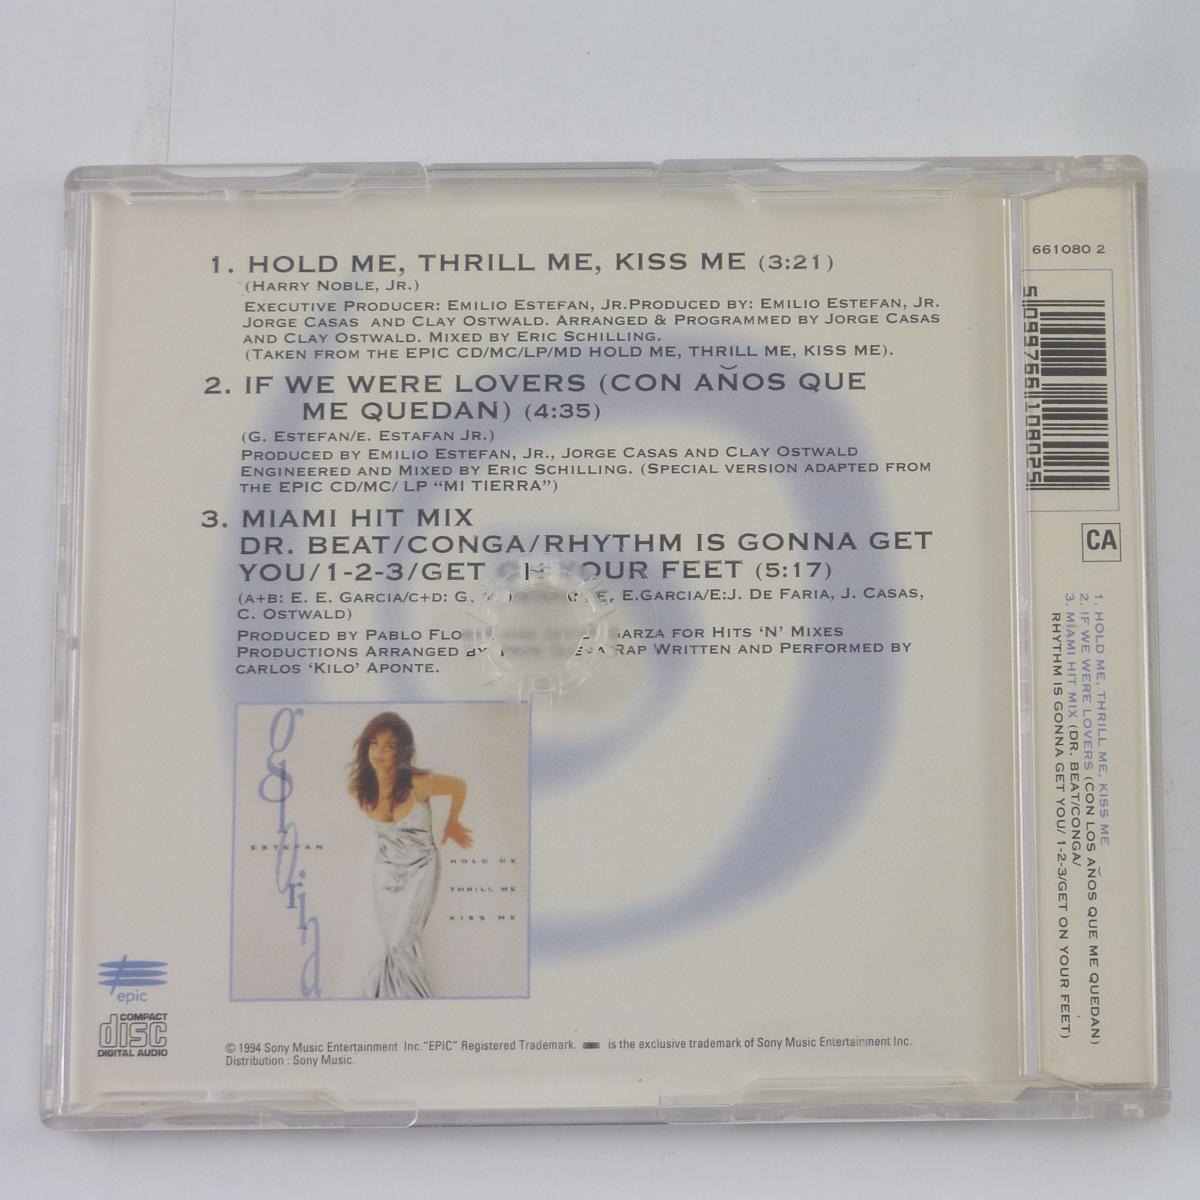 1. HOLD ME, THRILL ME, KISS ME (3:21)
(HARRY NOBLE, JR.)
EXECUTIVE PRODUCER: EMILIO ESTEFAN, JR.PRODUCED BY: EMILIO ESTEFAN, JR.
JORGE CASAS AND CLAY OSTWALD. ARRANGED & PROGRAMMED BY JORGE CASAS
AND CLAY OSTWALD. MIXED BY ERIC SCHILLING.
(TAKEN FROM THE EPIC CD/MC/LP/MD HOLD ME, THRILL ME, KISS ME).
2. IF WE WERE LOVERS (CON AÑOS QUE
ME QUEDAN) (4:35)
(G. ESTEFAN/E. ESTAFAN JR.)
PRODUCED BY EMILIO ESTEFAN, JR., JORGE CASAS AND CLAY OSTWALD
ENGINEERED AND MIXED BY ERIC SCHILLING. (SPECIAL VERSION ADAPTED FROM
THE EPIC CD/MC/ LP “MI TIERRA”)
3. MIAMI HIT MIX
DR. BEAT/CONGA/RHYTHM IS GONNA GET
YOU/1-2-3/GET ON YOUR FEET (5:17)
(A+B: E. E. GARCIA/C+D: G. E.GARCIA/E:J. DE FARIA, J. CASAS,
C. OSTWALD)
PRODUCED BY PABLO GARZA FOR HITS ‘N’ MIXES
PRODUCTIONS ARRANGED BY RAP WRITTEN AND PERFORMED BY
CARLOS ‘KILO’ APONTE.
gloria
ESTEFAN
HOLD ME
THRILL ME
KISS ME
epic
COMPACT
disc
DIGITAL AUDIO
© 1994 Sony Music Entertainment Inc."EPIC" Registered Trademark. is the exclusive trademark of Sony Music Entertainment Inc.
Distribution : Sony Music.
661080 2
5099766108025
CA
1. HOLD ME, THRILL ME, KISS ME
2. IF WE WERE LOVERS (CON LOS AÑOS QUE ME QUEDAN)
3. MIAMI HIT MIX (DR. BEAT/CONGA/
RHYTHM IS GONNA GET YOU/ 1-2-3/GET ON YOUR FEET)